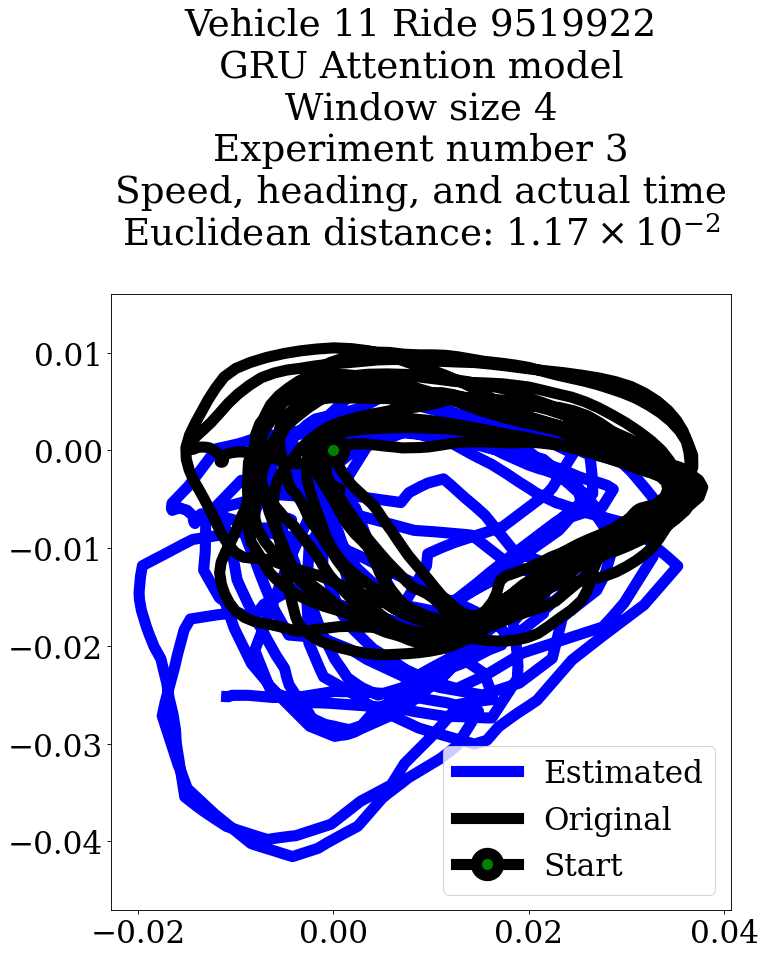 Vehicle 11 Ride 9519922
GRU Attention model
Window size 4
Experiment number 3
Speed, heading, and actual time
Euclidean distance: 1.17 × 10⁻²
0.01
0.00
−0.01
−0.02
−0.03
−0.04
Estimated
Original
Start
−0.02 0.00 0.02 0.04